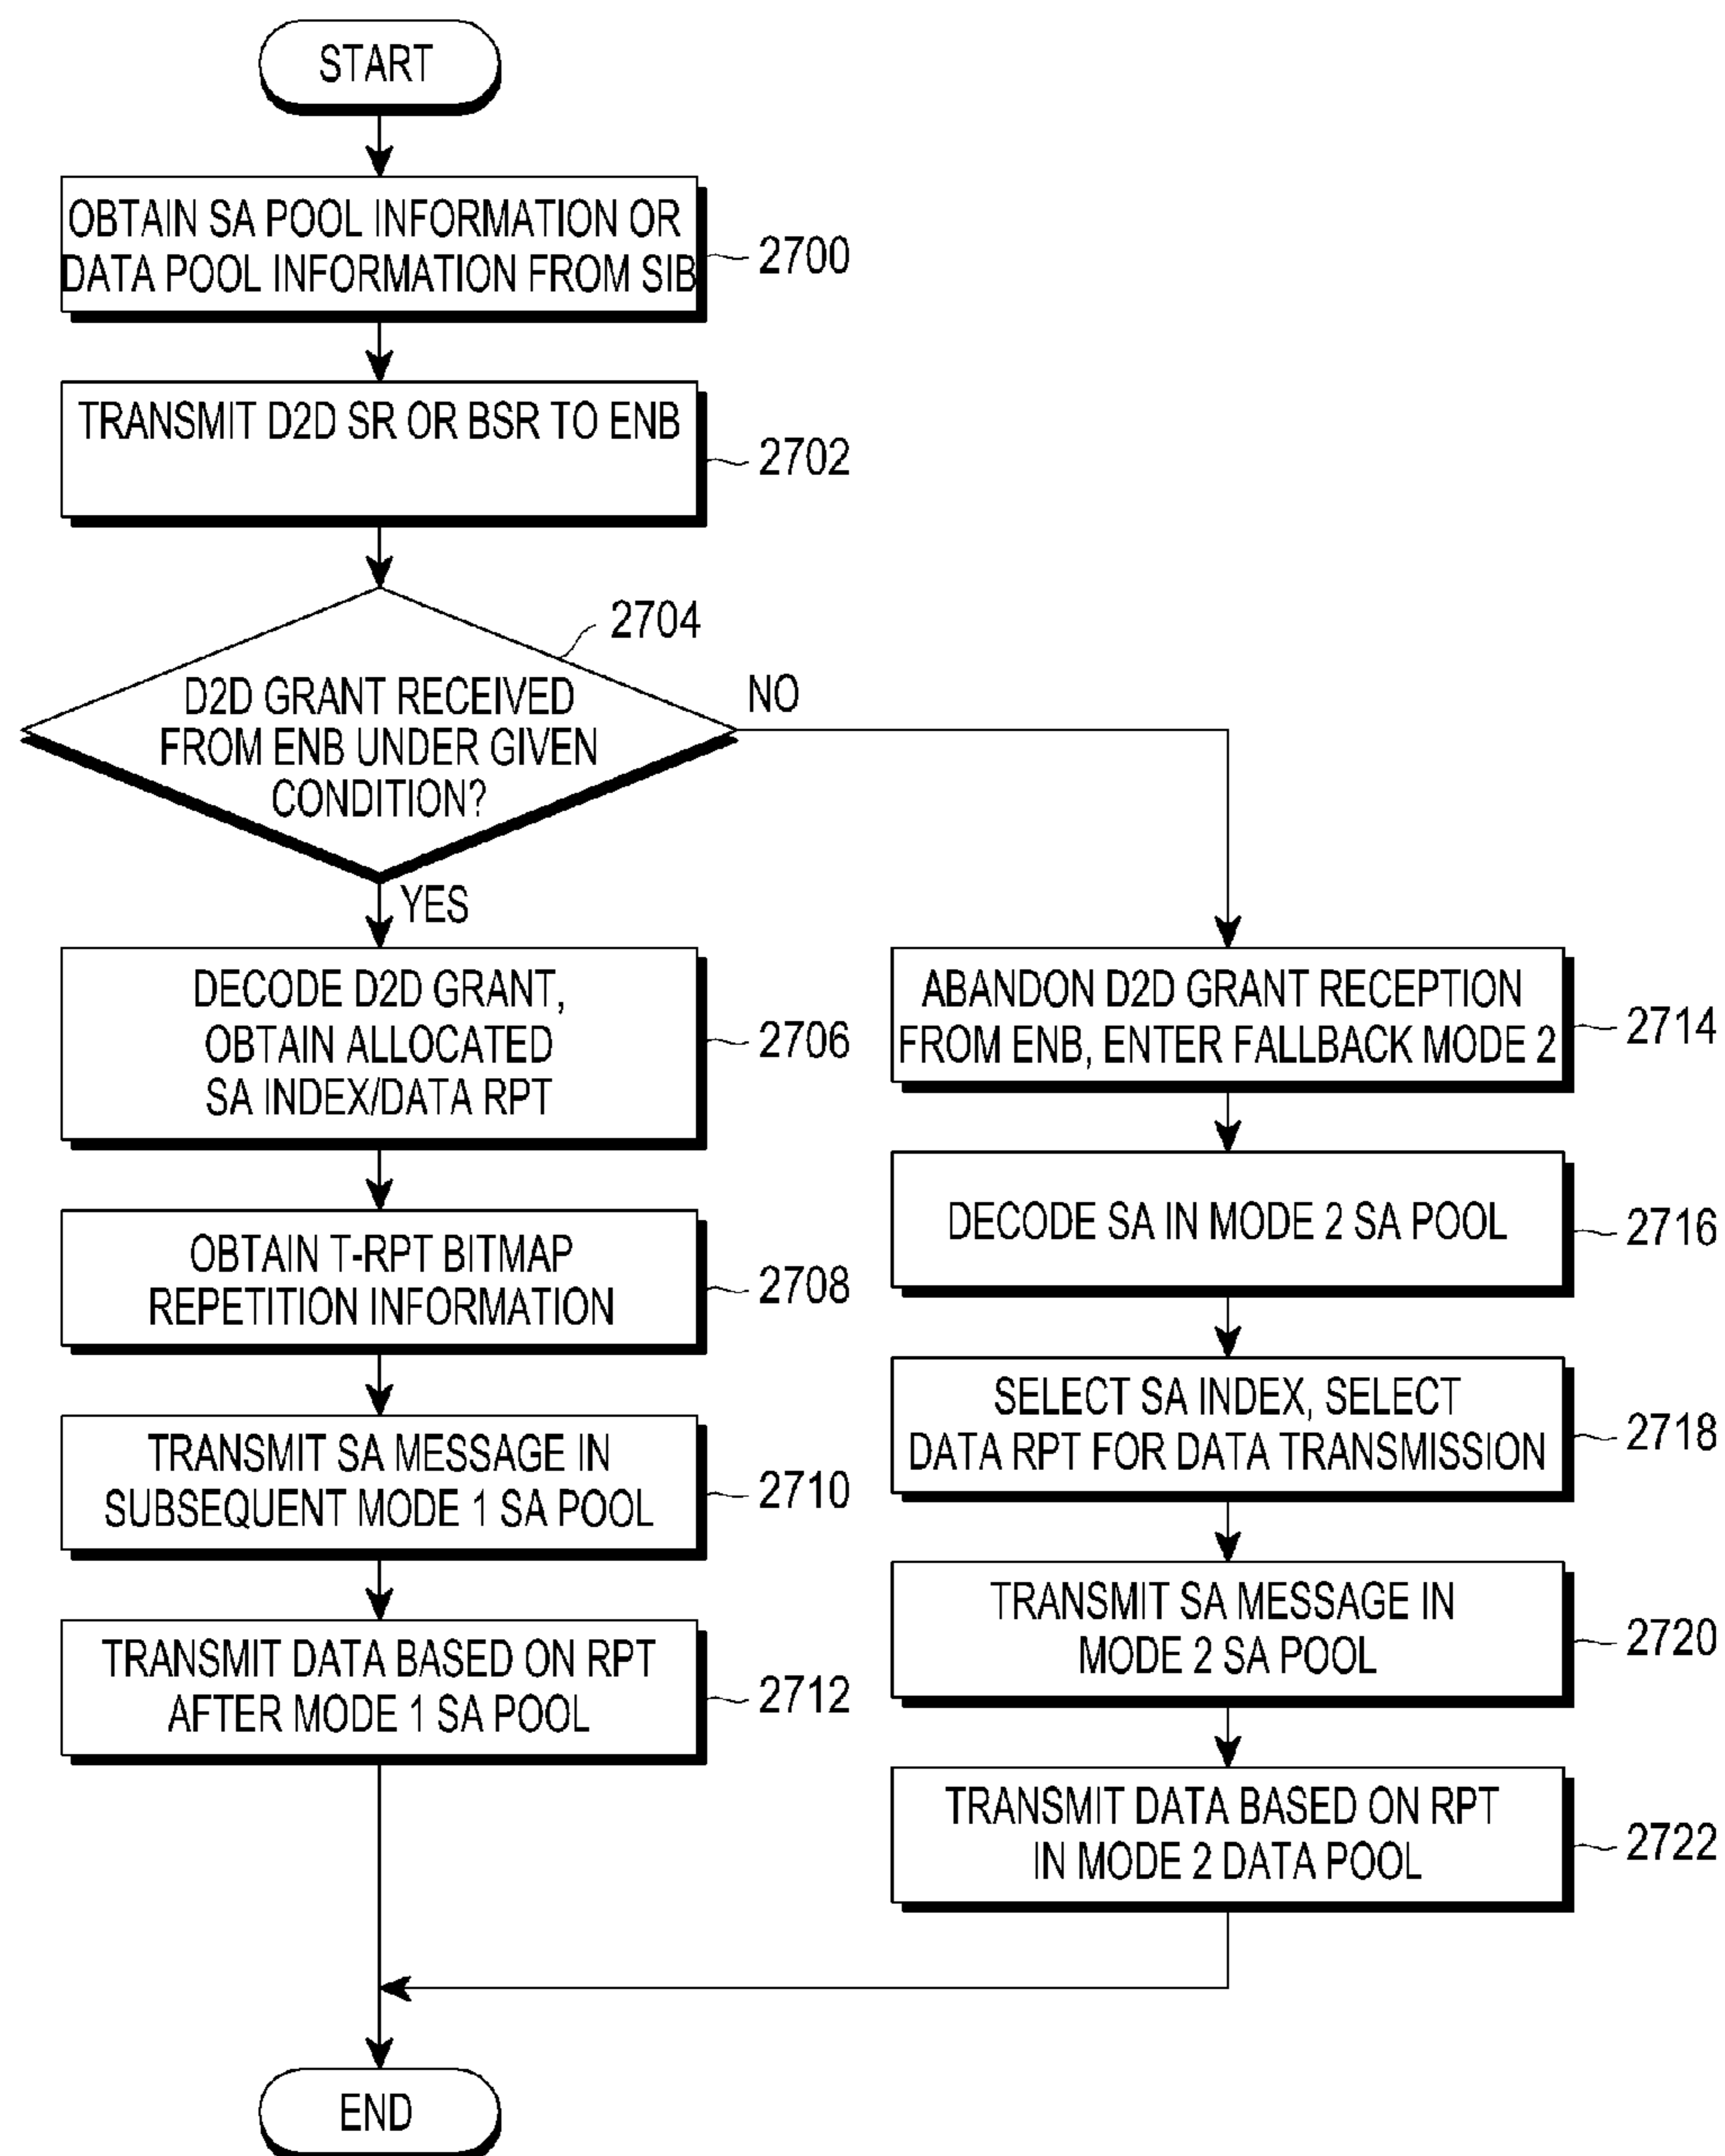 START
OBTAIN SA POOL INFORMATION OR
DATA POOL INFORMATION FROM SIB
2700
TRANSMIT D2D SR OR BSR TO ENB
2702
2704
D2D GRANT RECEIVED
FROM ENB UNDER GIVEN
CONDITION?
NO
YES
DECODE D2D GRANT,
OBTAIN ALLOCATED
SA INDEX/DATA RPT
2706
OBTAIN T-RPT BITMAP
REPETITION INFORMATION
2708
TRANSMIT SA MESSAGE IN
SUBSEQUENT MODE 1 SA POOL
2710
TRANSMIT DATA BASED ON RPT
AFTER MODE 1 SA POOL
2712
ABANDON D2D GRANT RECEPTION
FROM ENB, ENTER FALLBACK MODE 2
2714
DECODE SA IN MODE 2 SA POOL
2716
SELECT SA INDEX, SELECT
DATA RPT FOR DATA TRANSMISSION
2718
TRANSMIT SA MESSAGE IN
MODE 2 SA POOL
2720
TRANSMIT DATA BASED ON RPT
IN MODE 2 DATA POOL
2722
END